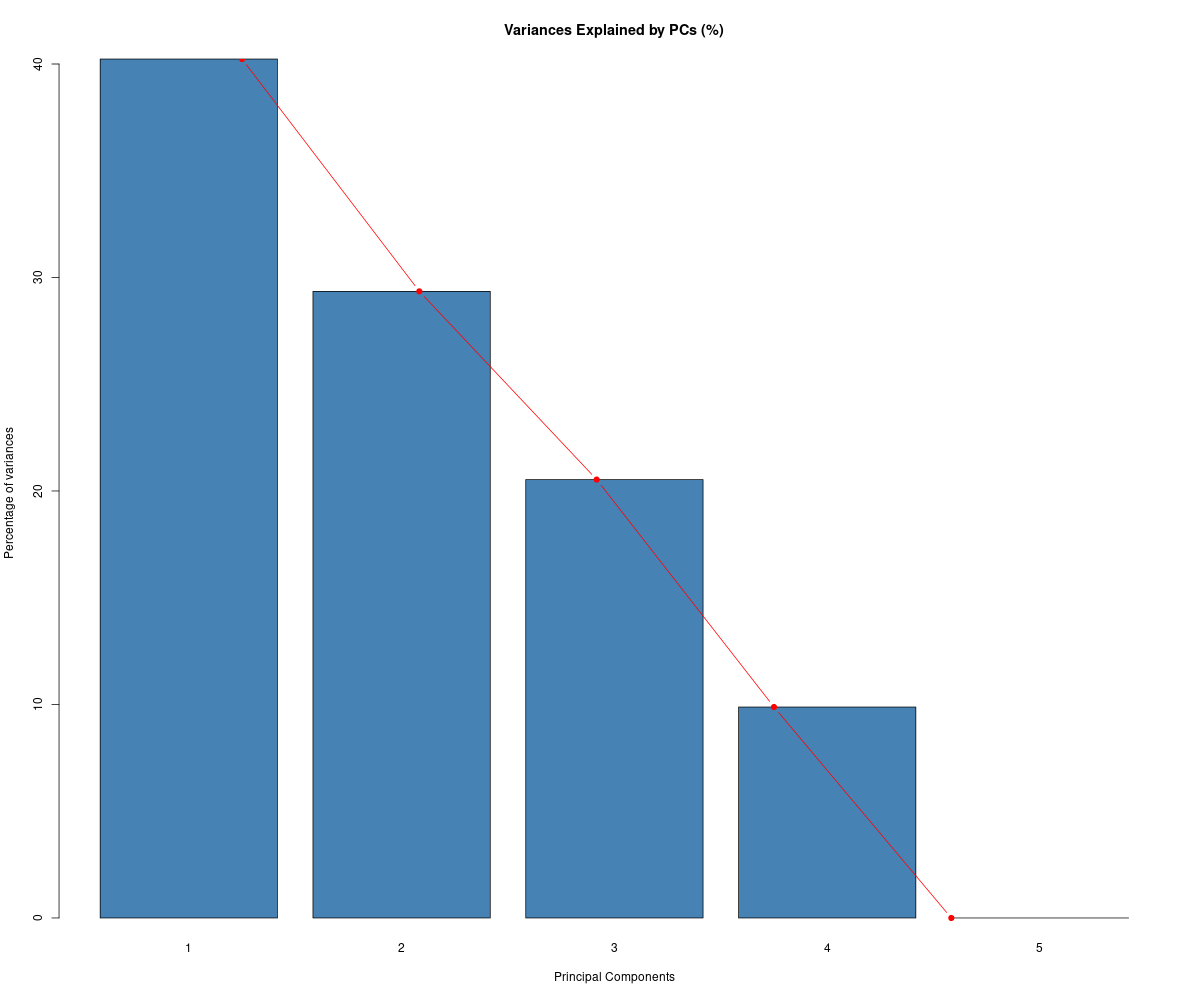 Variances Explained by PCs (%)
40
30
20
10
0
Percentage of variances
1 2 3 4 5
Principal Components